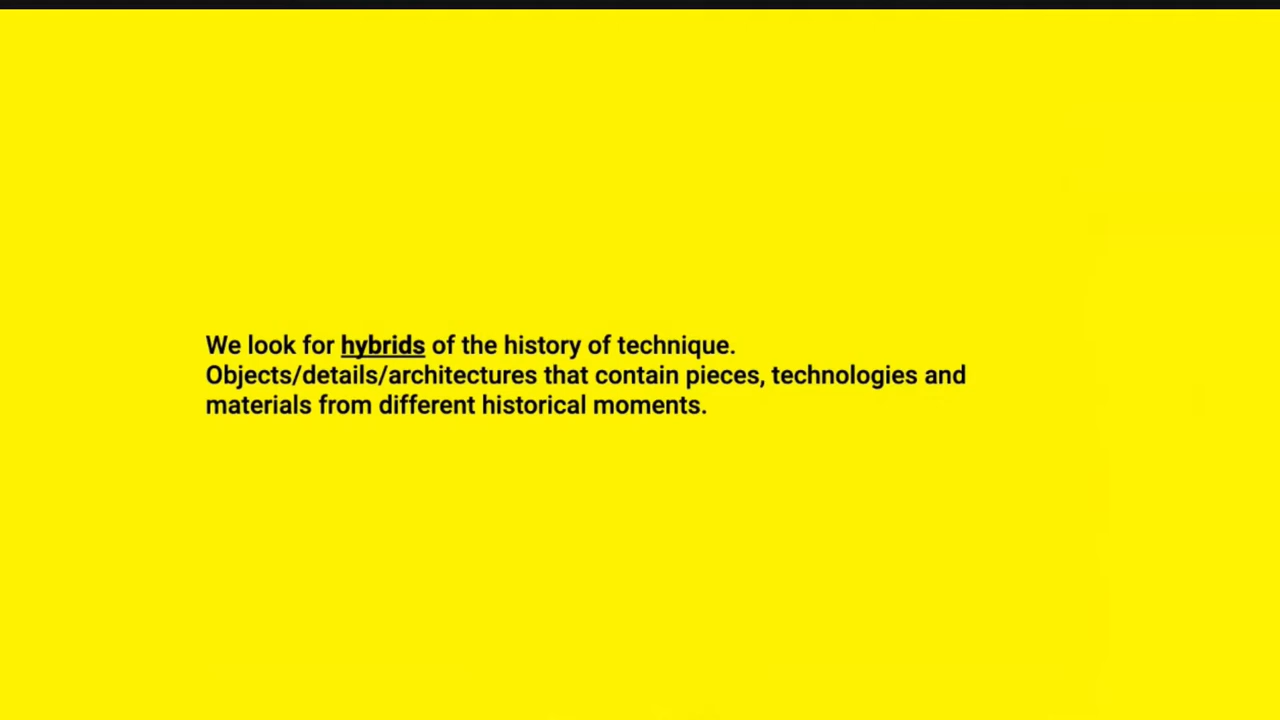 We look for hybrids of the history of technique.
Objects/details/architectures that contain pieces, technologies and
materials from different historical moments.